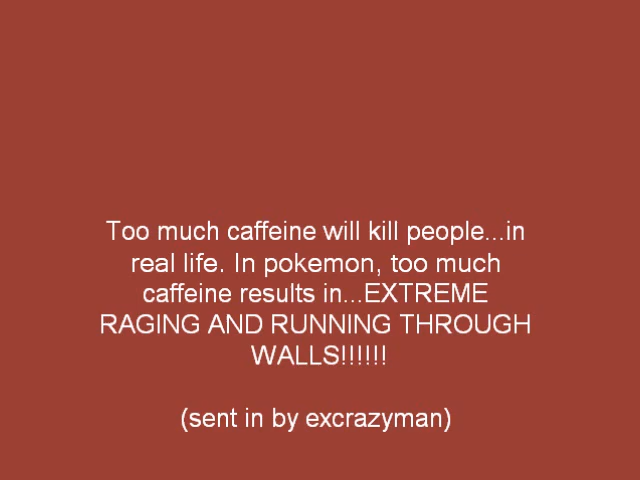 Too much caffeine will kill people...in
real life. In pokemon, too much
caffeine results in...EXTREME
RAGING AND RUNNING THROUGH
WALLS!!!!!!
(sent in by excrazyman)